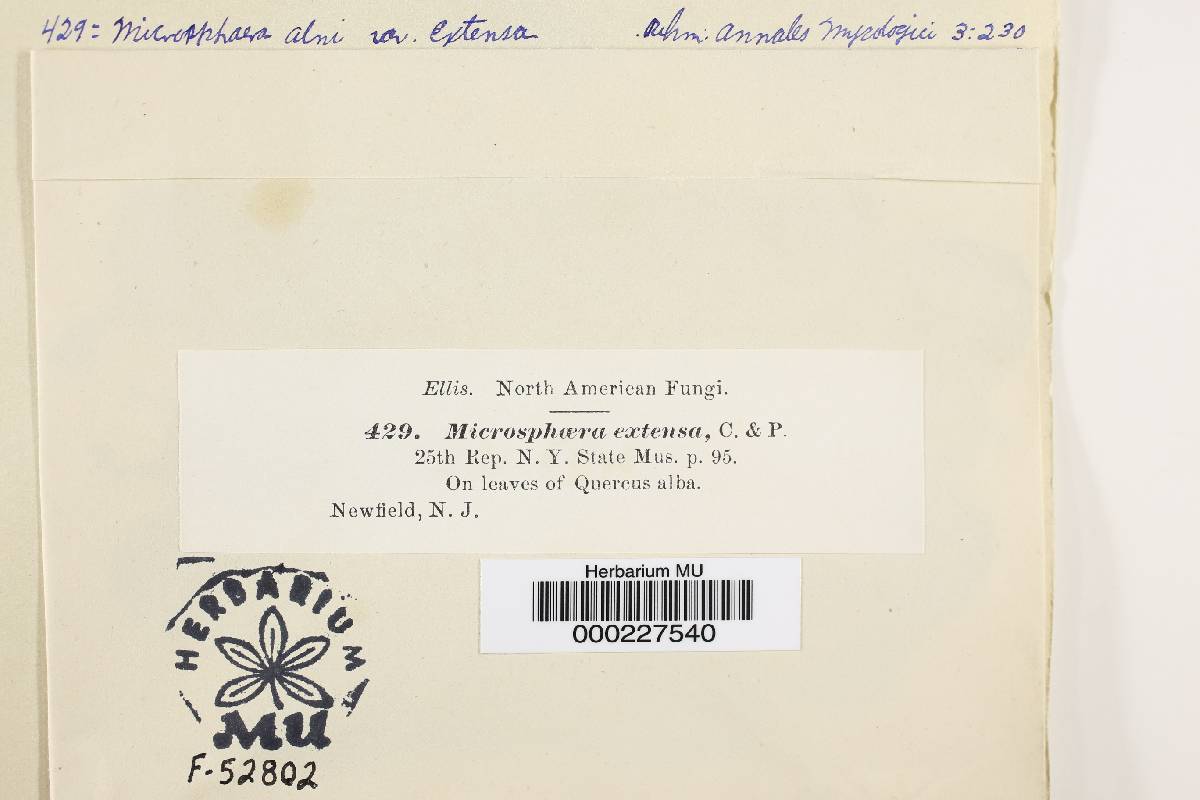 429 = Microsphaera alni var. extensa Rehm. Annales Mycologici 3:230
Ellis. North American Fungi.
429. Microsphæra extensa, C. & P.
25th Rep. N. Y. State Mus. p. 95.
On leaves of Quercus alba.
Newfield, N. J.
Herbarium MU
000227540
HERBARIUM
MU
F-52802